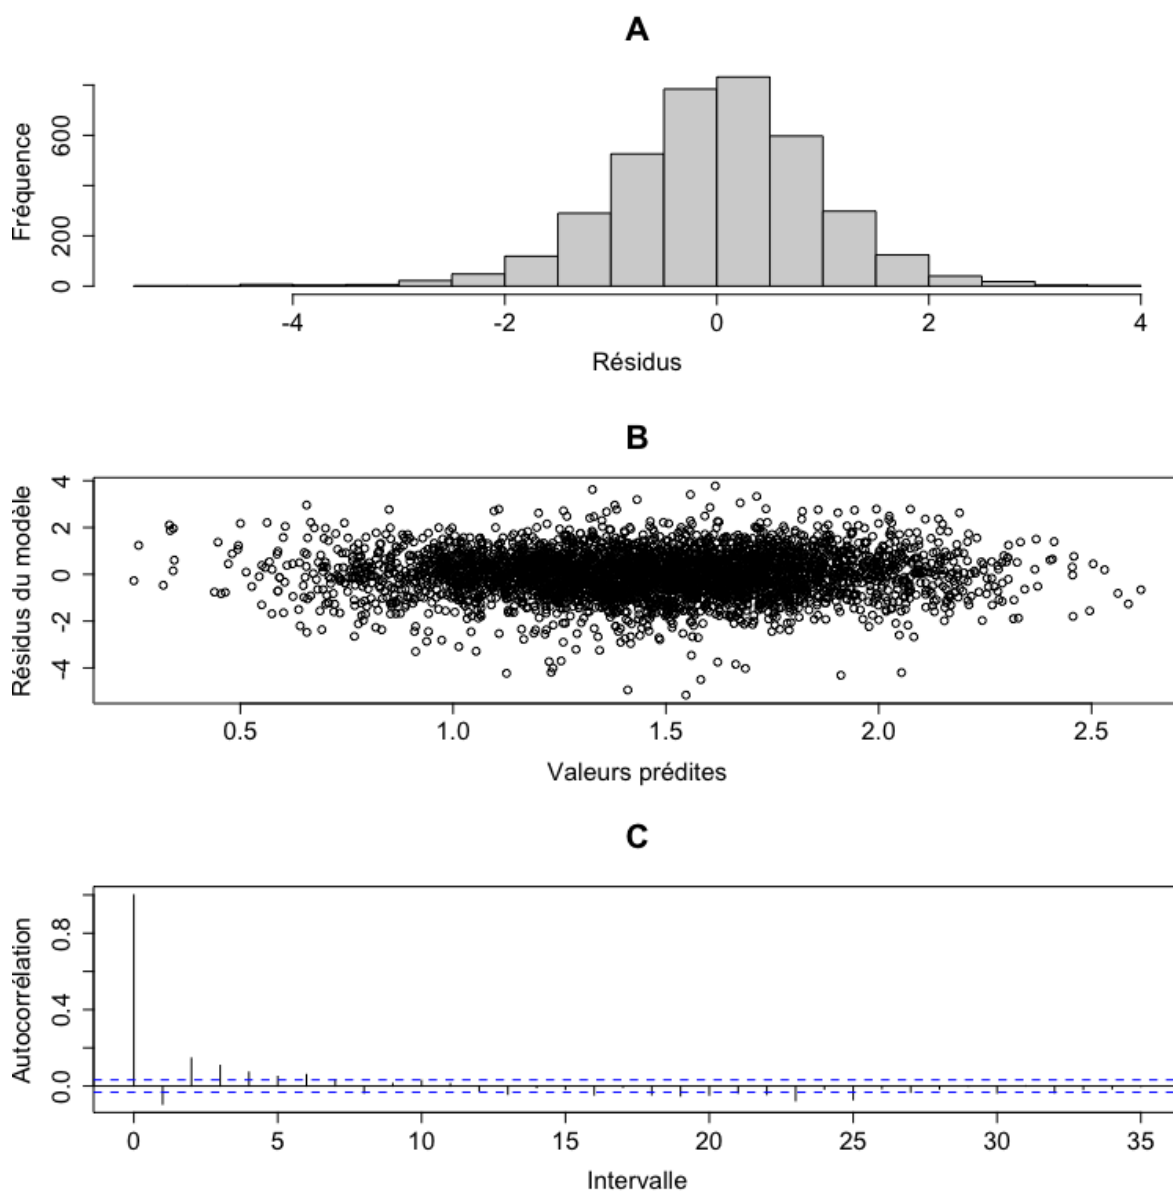 A
Fréquence
600
200
0
-4 -2 0 2 4
Résidus
B
Résidus du modèle
4
2
0
-2
-4
0.5 1.0 1.5 2.0 2.5
Valeurs prédites
C
Autocorrélation
0.8
0.4
0.0
0 5 10 15 20 25 30 35
Intervalle